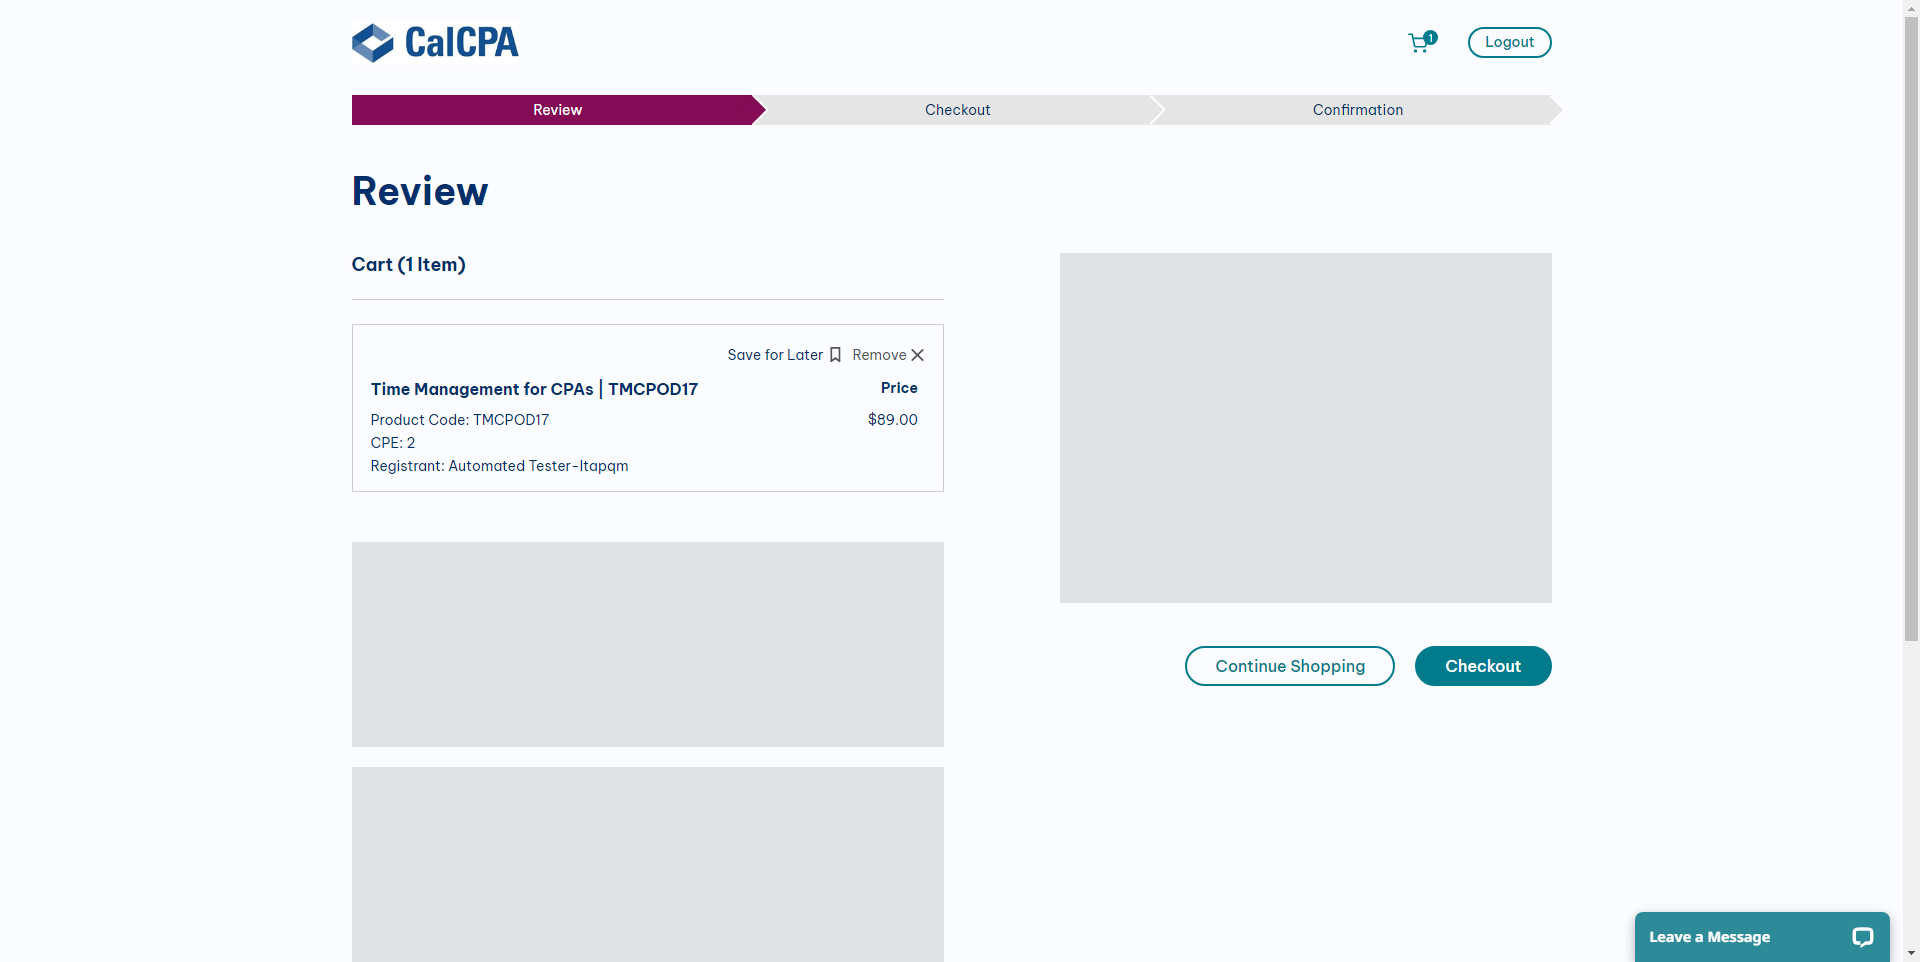 CalCPA
1
Logout
Review
Checkout
Confirmation
Review
Cart (1 Item)
Save for Later
Remove
Time Management for CPAs | TMCPOD17
Price
Product Code: TMCPOD17
$89.00
CPE: 2
Registrant: Automated Tester-Itapqm
Continue Shopping
Checkout
Leave a Message